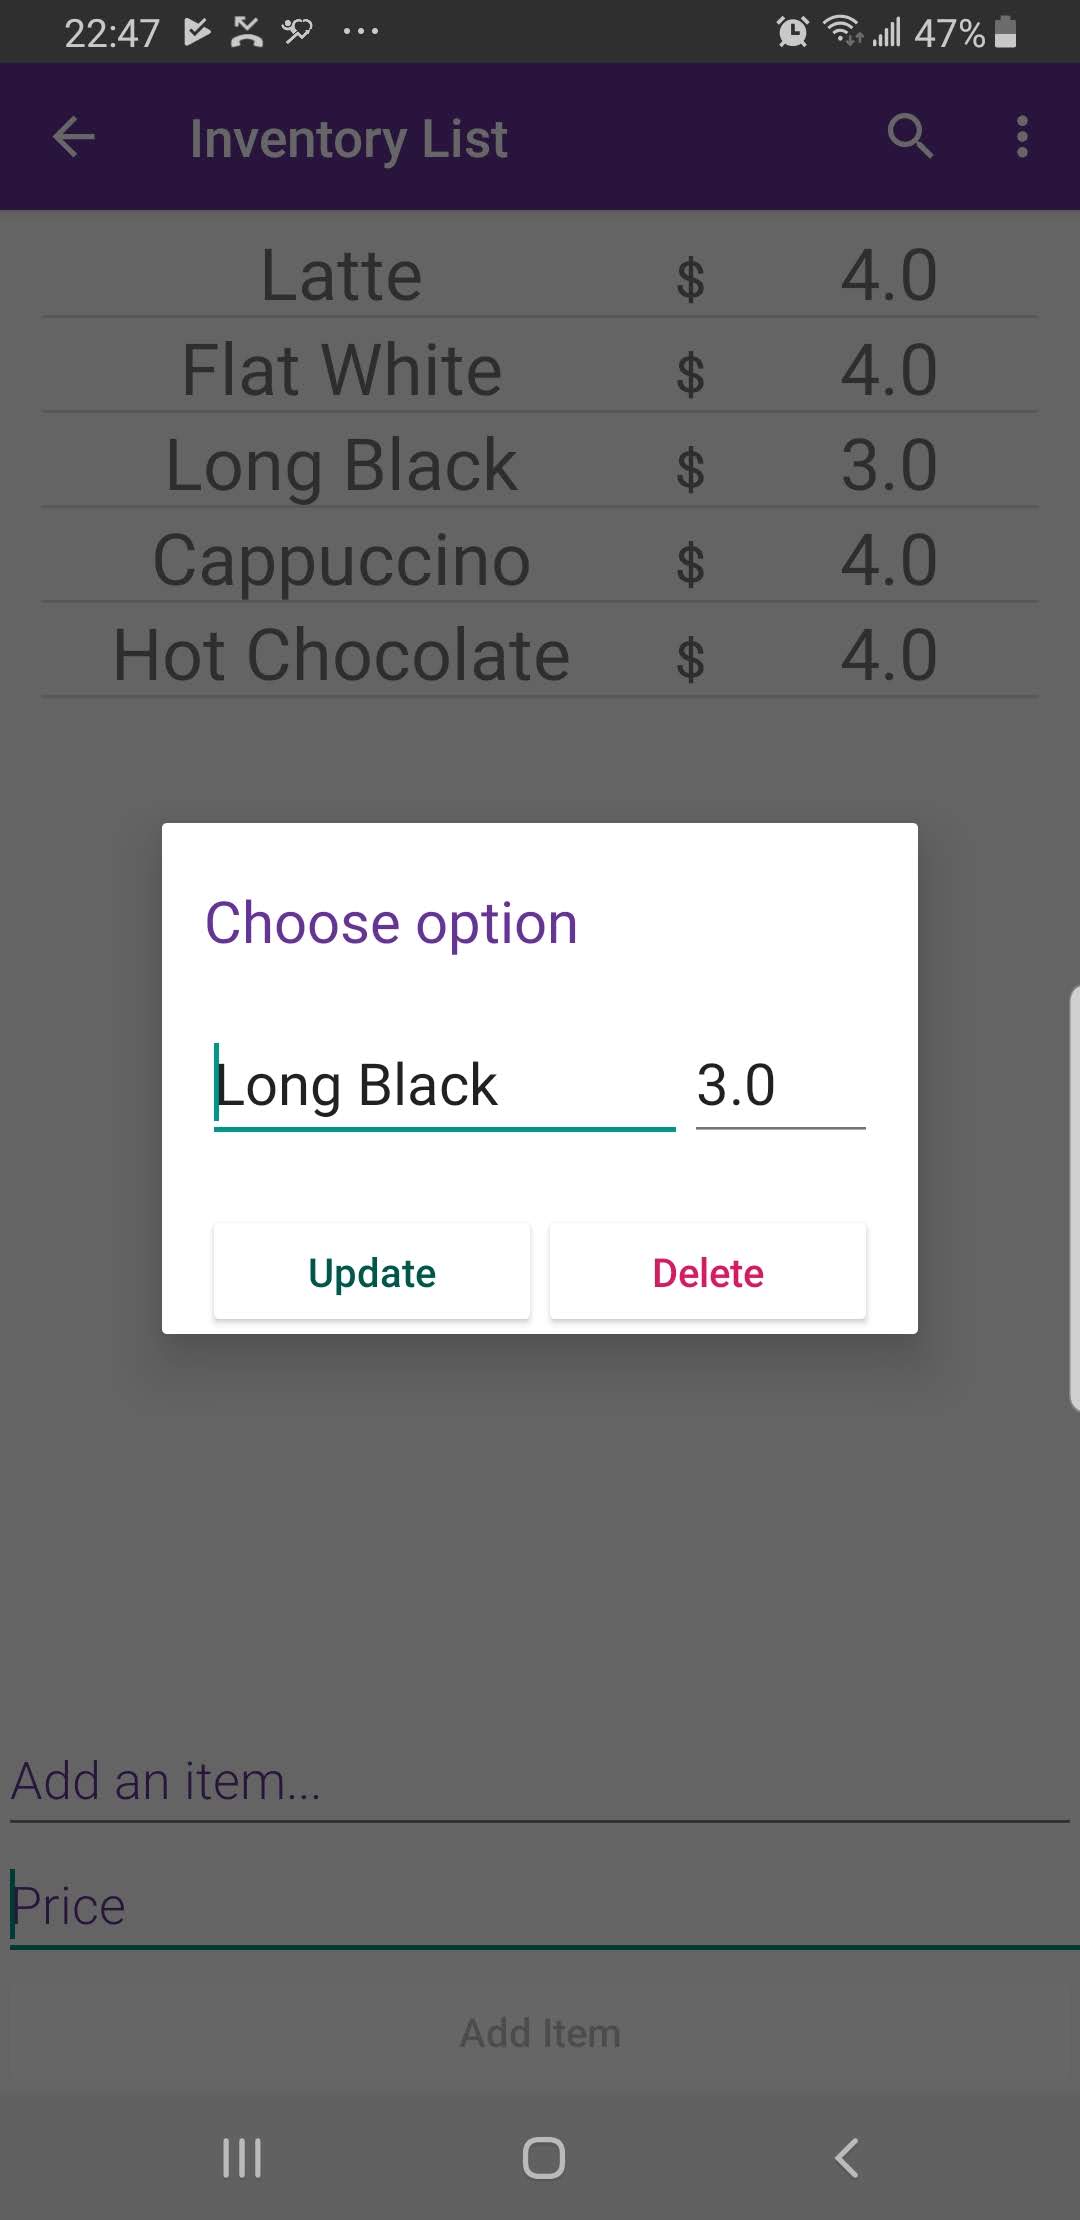 22:47 47%
Inventory List
Latte $ 4.0
Flat White $ 4.0
Long Black $ 3.0
Cappuccino $ 4.0
Hot Chocolate $ 4.0
Choose option
Long Black 3.0
Update Delete
Add an item...
Price
Add Item